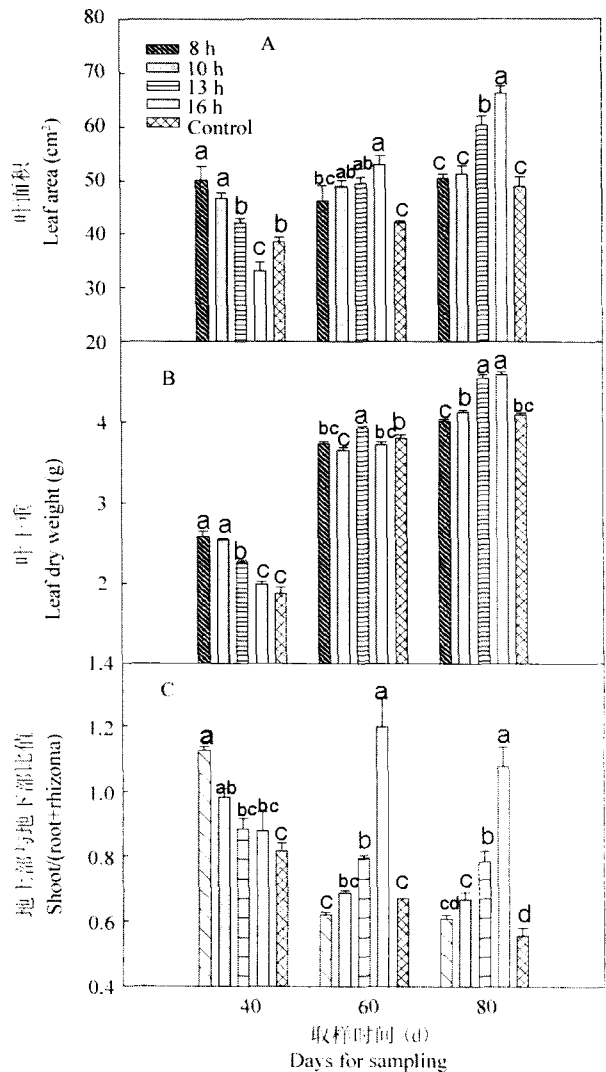 80
70
60
50
40
30
20
叶面积
Leaf area (cm²)
A
8 h
10 h
13 h
16 h
Control
a a b c b
bc ab ab a c
c c b a c
B
4
3
2
1.4
叶干重
Leaf dry weight (g)
a a b c c
bc c a bc b
c b a a bc
C
1.2
1.0
0.8
0.6
0.4
地上部与地下部比值
Shoot/(root+rhizoma)
a ab bc bc c
c bc b a c
cd c b a d
40 60 80
取样时间 (d)
Days for sampling